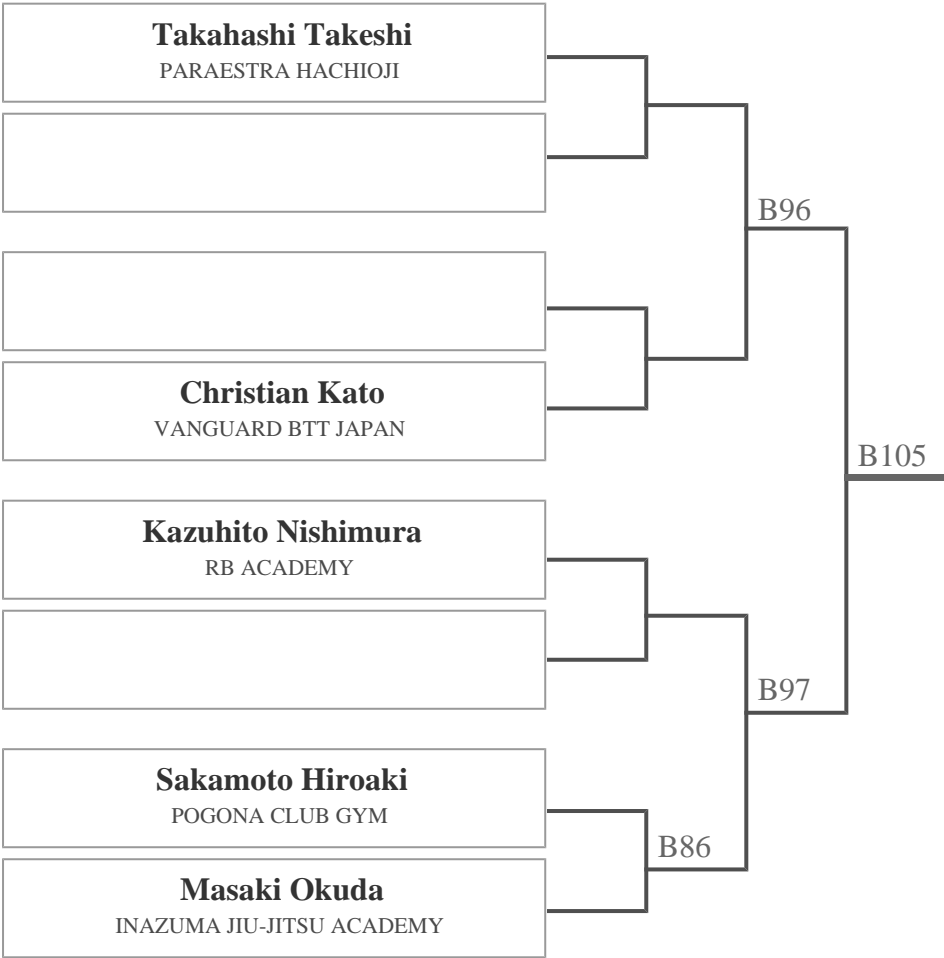 Takahashi Takeshi
PARAESTRA HACHIOJI
B96
Christian Kato
VANGUARD BTT JAPAN
B105
Kazuhito Nishimura
RB ACADEMY
B97
Sakamoto Hiroaki
POGONA CLUB GYM
B86
Masaki Okuda
INAZUMA JIU-JITSU ACADEMY